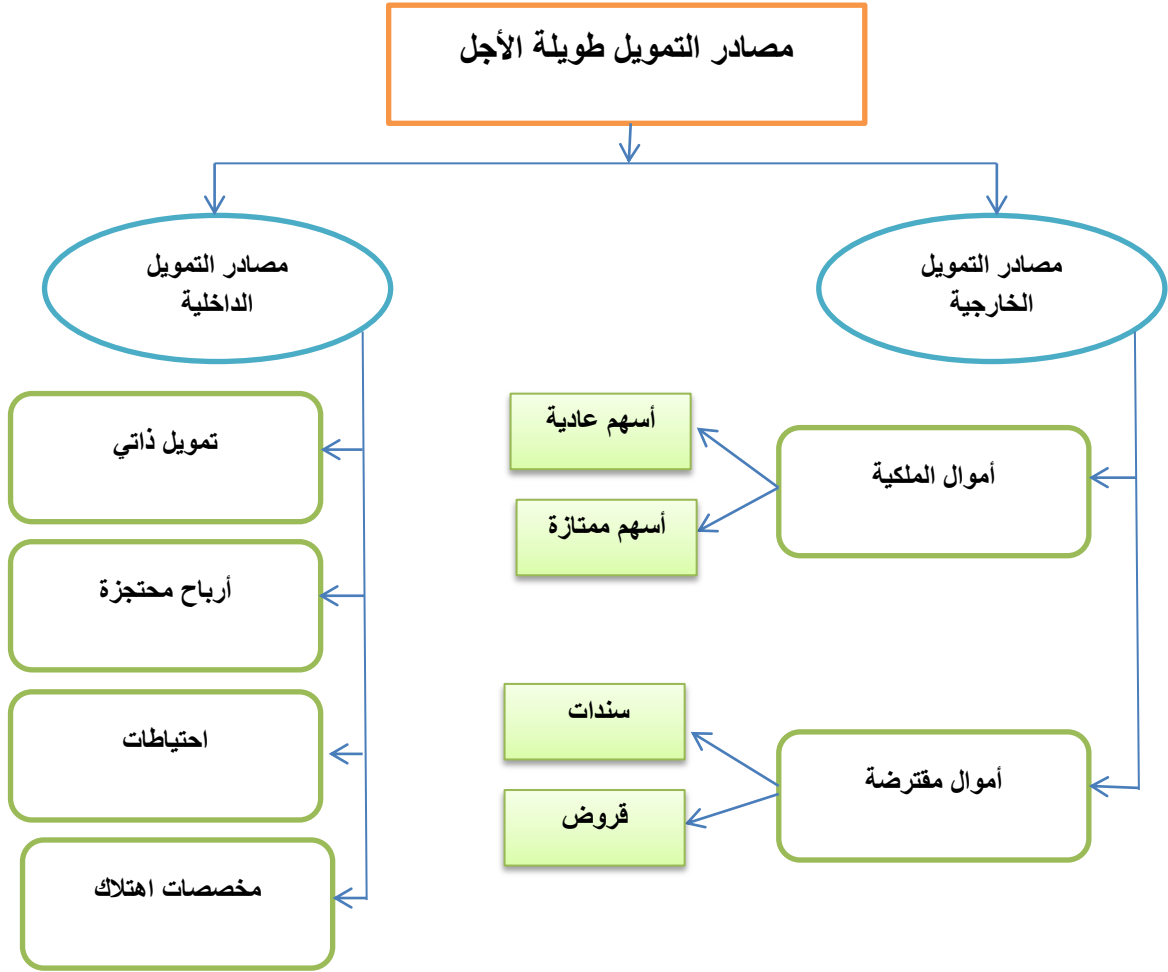 مصادر التمويل طويلة الأجل
مصادر التمويل
الخارجية
مصادر التمويل
الداخلية
أموال الملكية
أسهم عادية
أسهم ممتازة
أموال مقترضة
سندات
قروض
تمويل ذاتي
أرباح محتجزة
احتياطات
مخصصات اهتلاك